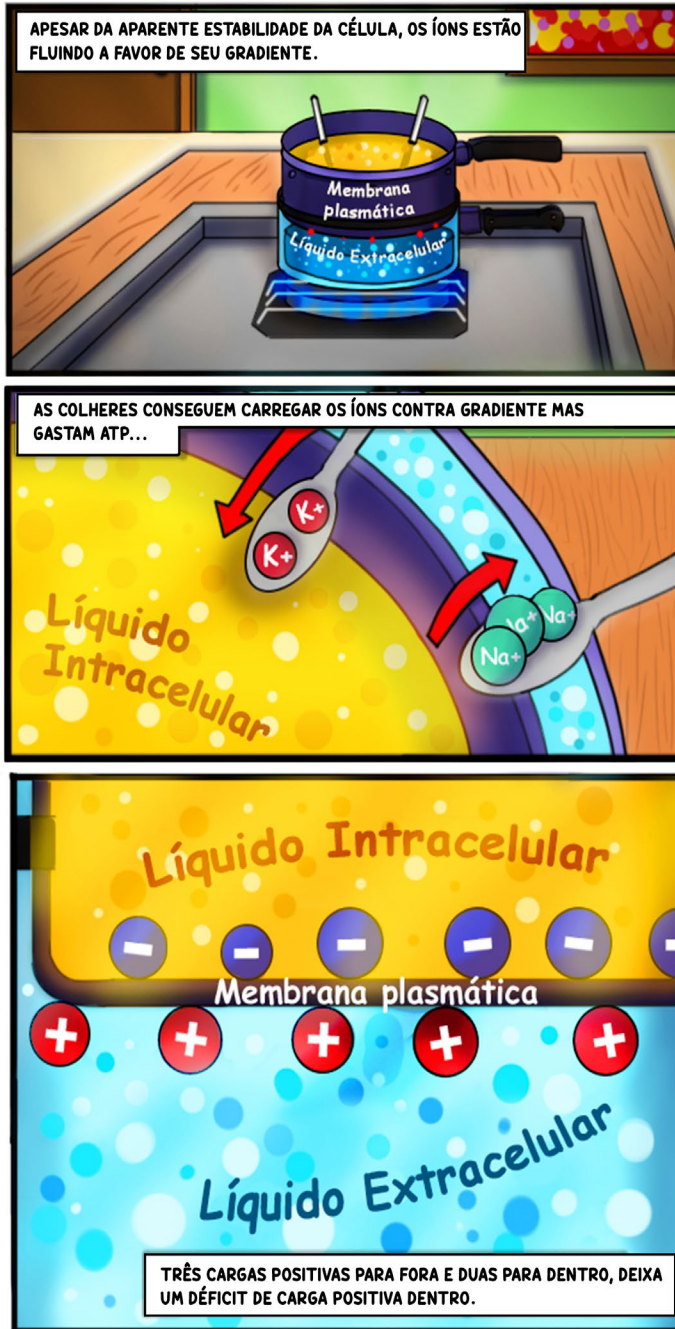 APESAR DA APARENTE ESTABILIDADE DA CÉLULA, OS ÍONS ESTÃO
FLUINDO A FAVOR DE SEU GRADIENTE.
Membrana
plasmática
Líquido Extracelular
AS COLHERES CONSEGUEM CARREGAR OS ÍONS CONTRA GRADIENTE MAS
GASTAM ATP...
K+
K+
Na+
Na+
Na+
Líquido
Intracelular
Líquido Intracelular
- - - - - -
Membrana plasmática
+ + + + +
Líquido Extracelular
TRÊS CARGAS POSITIVAS PARA FORA E DUAS PARA DENTRO, DEIXA
UM DÉFICIT DE CARGA POSITIVA DENTRO.